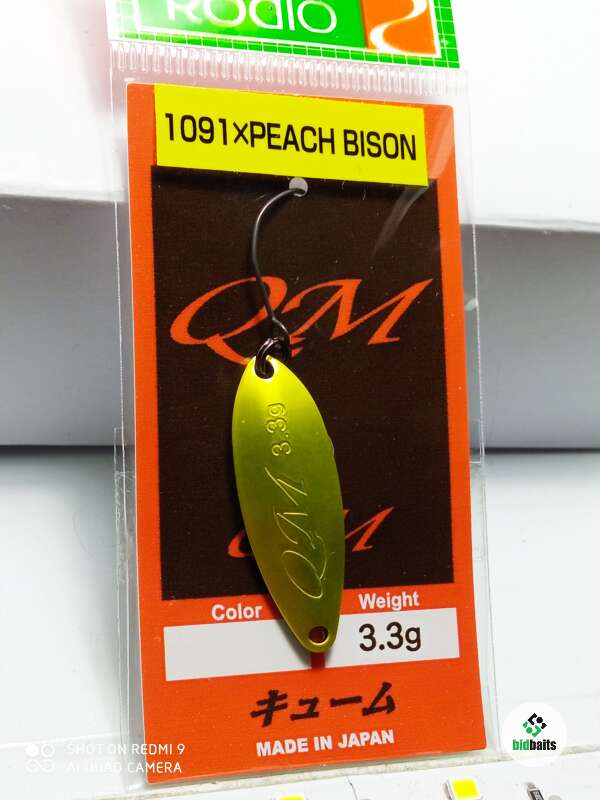 Rodio
1091×PEACH BISON
QM
3.3g
QM
QM
Color
Weight
3.3g
キューム
MADE IN JAPAN
SHOT ON REDMI 9
AI TRIAD CAMERA
bidbaits